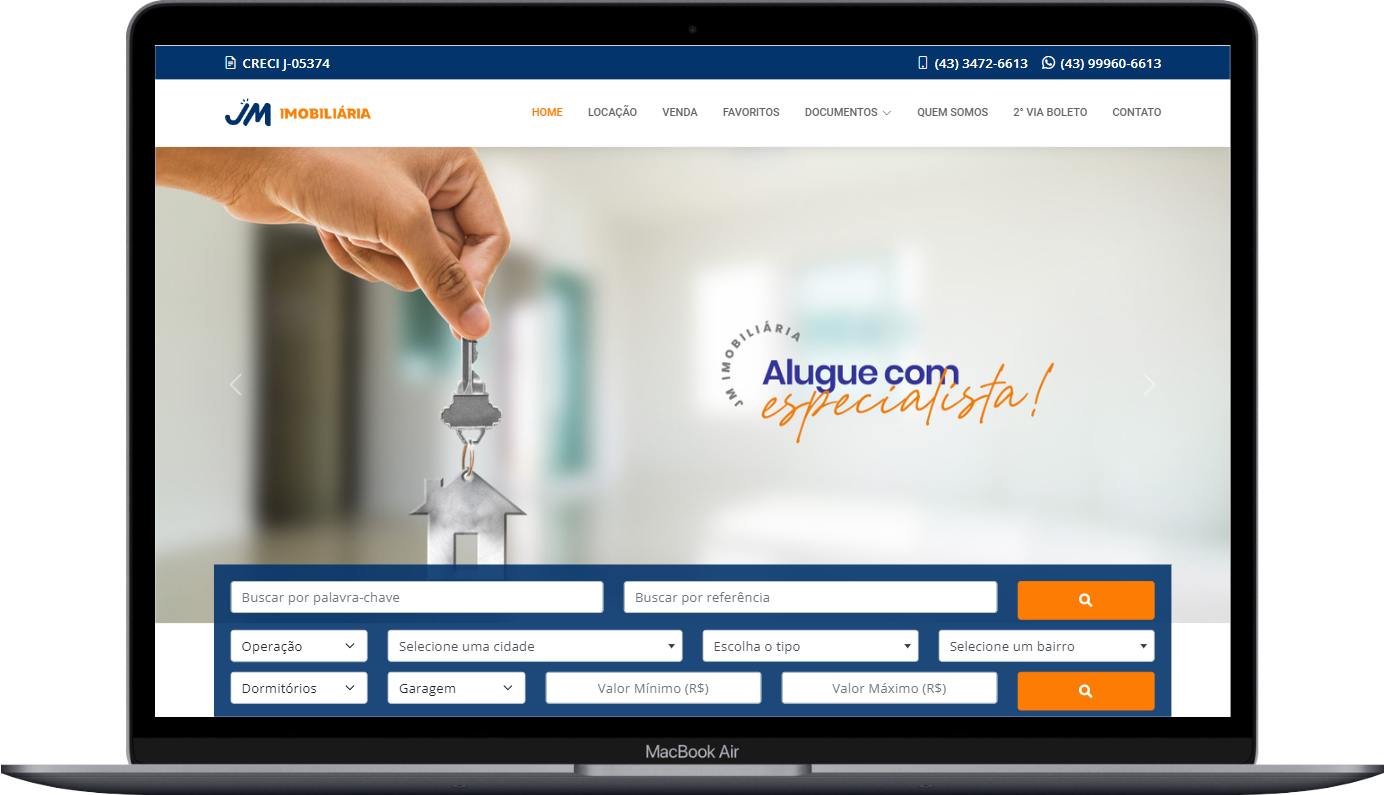 CRECI J-05374
(43) 3472-6613
(43) 99960-6613
JM IMOBILIÁRIA
HOME LOCAÇÃO VENDA FAVORITOS DOCUMENTOS QUEM SOMOS 2° VIA BOLETO CONTATO
JM IMOBILIÁRIA
Alugue com
especialista!
Buscar por palavra-chave
Buscar por referência
Operação
Selecione uma cidade
Escolha o tipo
Selecione um bairro
Dormitórios
Garagem
Valor Mínimo (R$)
Valor Máximo (R$)
MacBook Air